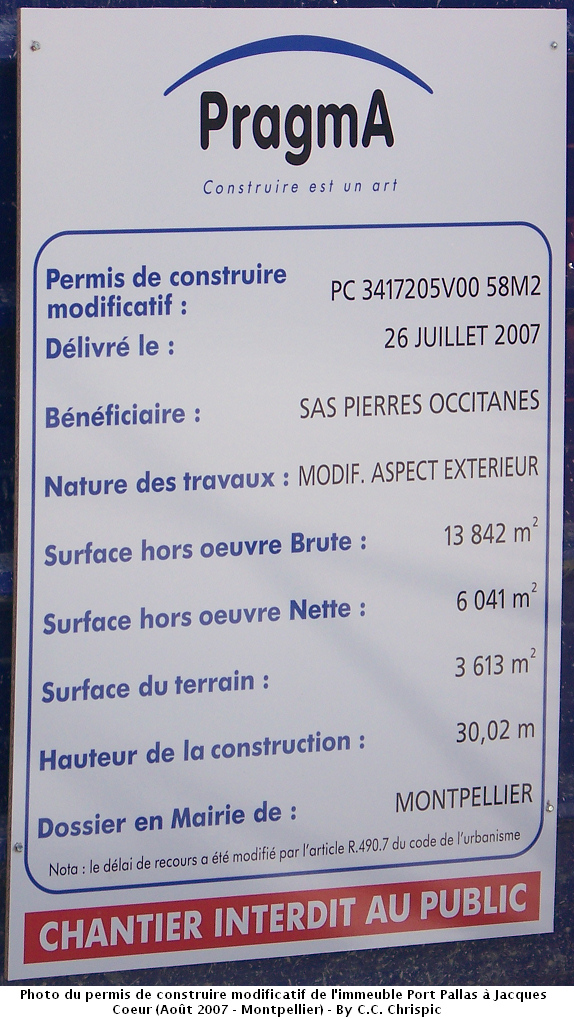 PragmA
Construire est un art
Permis de construire
modificatif : PC 3417205V00 58M2
Délivré le : 26 JUILLET 2007
Bénéficiaire : SAS PIERRES OCCITANES
Nature des travaux : MODIF. ASPECT EXTERIEUR
Surface hors oeuvre Brute : 13 842 m²
Surface hors oeuvre Nette : 6 041 m²
Surface du terrain : 3 613 m²
Hauteur de la construction : 30,02 m
Dossier en Mairie de : MONTPELLIER
Nota : le délai de recours a été modifié par l'article R.490.7 du code de l'urbanisme
CHANTIER INTERDIT AU PUBLIC
Photo du permis de construire modificatif de l'immeuble Port Pallas à Jacques
Coeur (Août 2007 - Montpellier) - By C.C. Chrispic